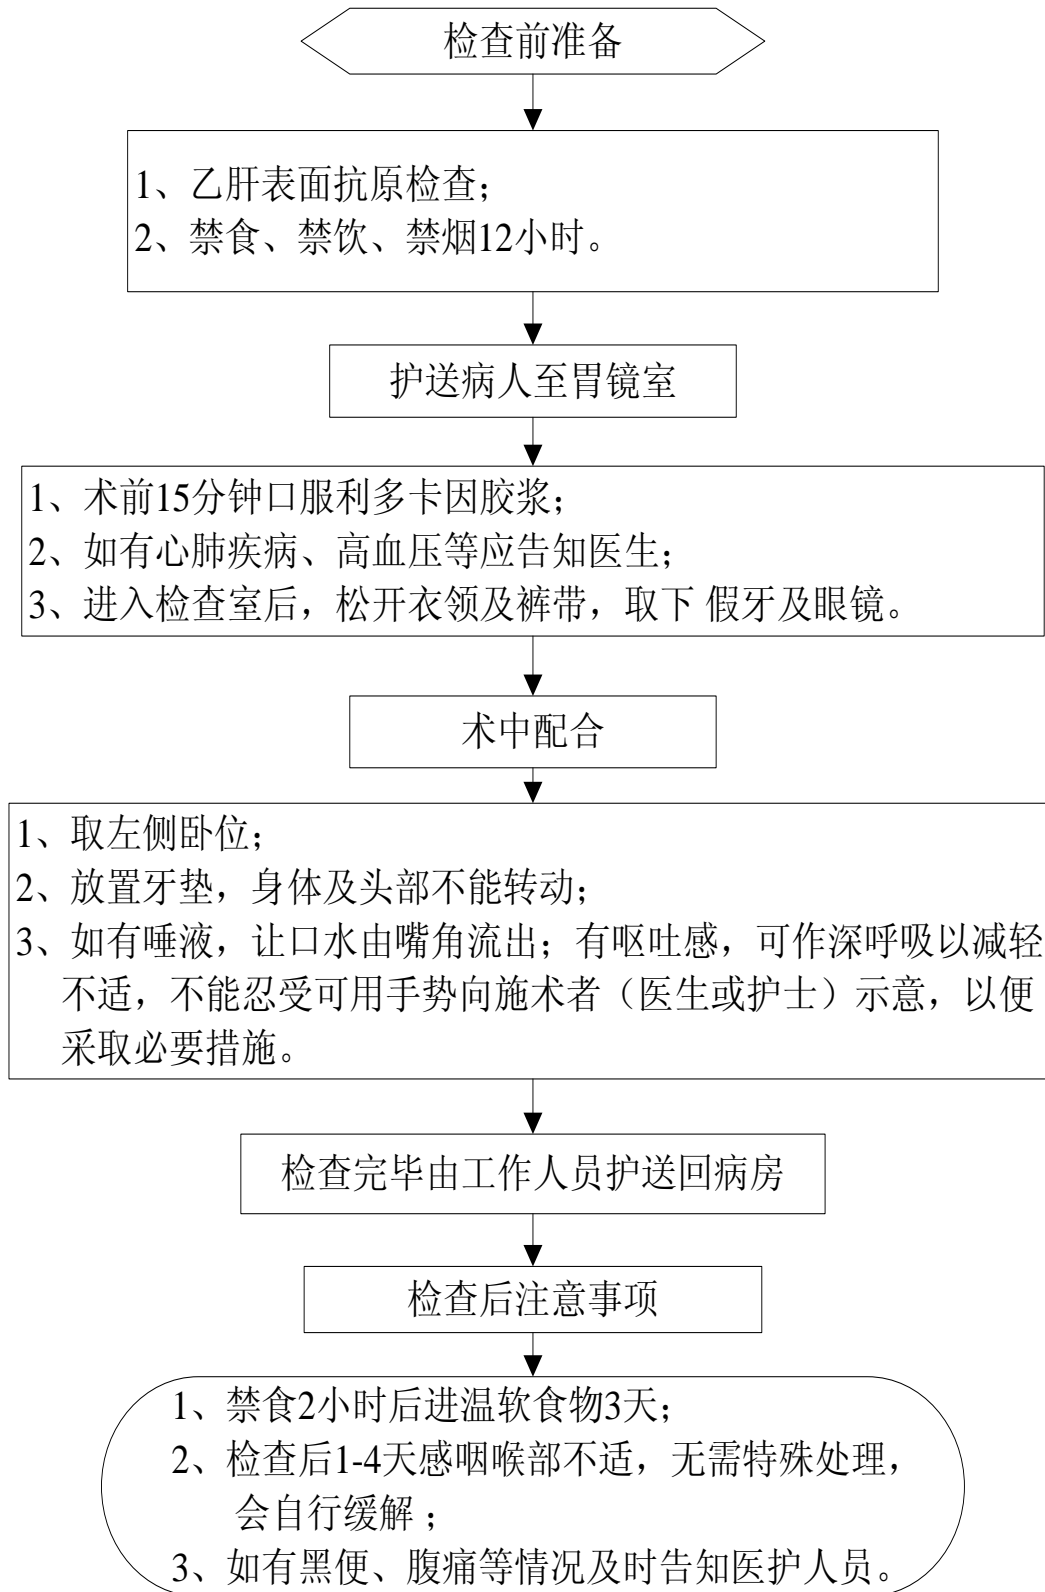 检查前准备
1、乙肝表面抗原检查；
2、禁食、禁饮、禁烟12小时。
护送病人至胃镜室
1、术前15分钟口服利多卡因胶浆；
2、如有心肺疾病、高血压等应告知医生；
3、进入检查室后，松开衣领及裤带，取下 假牙及眼镜。
术中配合
1、取左侧卧位；
2、放置牙垫，身体及头部不能转动；
3、如有唾液，让口水由嘴角流出；有呕吐感，可作深呼吸以减轻
不适，不能忍受可用手势向施术者（医生或护士）示意，以便
采取必要措施。
检查完毕由工作人员护送回病房
检查后注意事项
1、禁食2小时后进温软食物3天；
2、检查后1-4天感咽喉部不适，无需特殊处理，
会自行缓解 ；
3、如有黑便、腹痛等情况及时告知医护人员。